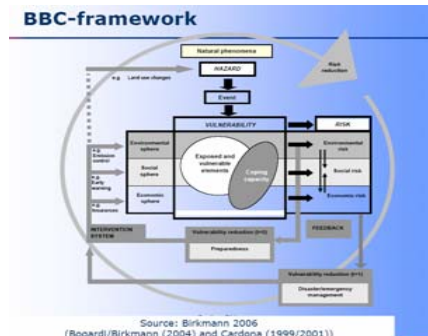 BBC-framework
Natural phenomena
HAZARD
e.g. Land use changes
Risk
reduction
Event
VULNERABILITY
RISK
Environmental
sphere
Exposed and
vulnerable
elements
Coping
capacity
Environmental
risk
e.g.
Emission
control
Social
sphere
Social risk
e.g.
Early
warning
Economic
sphere
Economic risk
e.g.
Insurances
INTERVENTION
SYSTEM
Vulnerability reduction (t=0)
Preparedness
FEEDBACK
Vulnerability reduction (t=1)
Disaster/emergency
management
Source: Birkmann 2006
(Bogardi/Birkmann (2004) and Cardona (1999/2001))